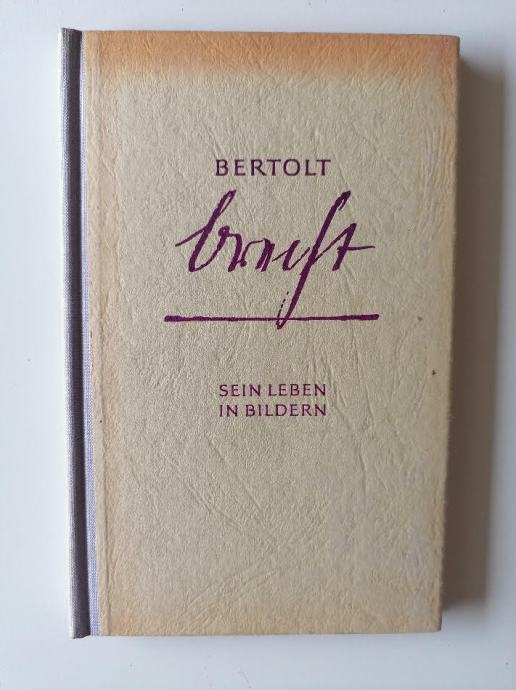 BERTOLT
brecht
SEIN LEBEN
IN BILDERN